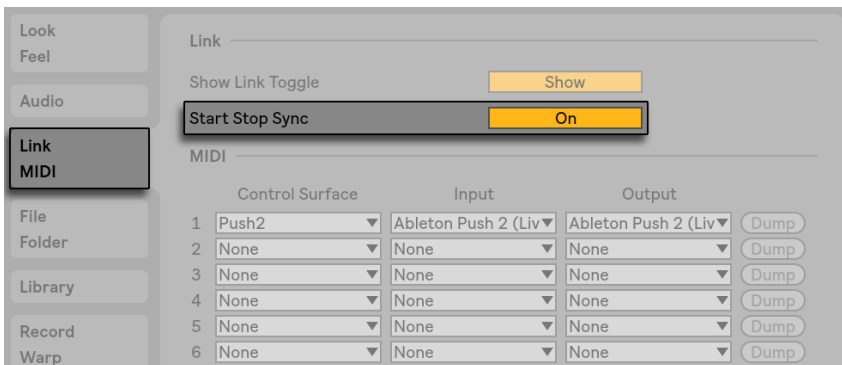 Look
Feel
Audio
Link
MIDI
File
Folder
Library
Record
Warp
Link
Show Link Toggle Show
Start Stop Sync On
MIDI
Control Surface Input Output
1 Push2 Ableton Push 2 (Liv Ableton Push 2 (Liv Dump
2 None None None Dump
3 None None None Dump
4 None None None Dump
5 None None None Dump
6 None None None Dump